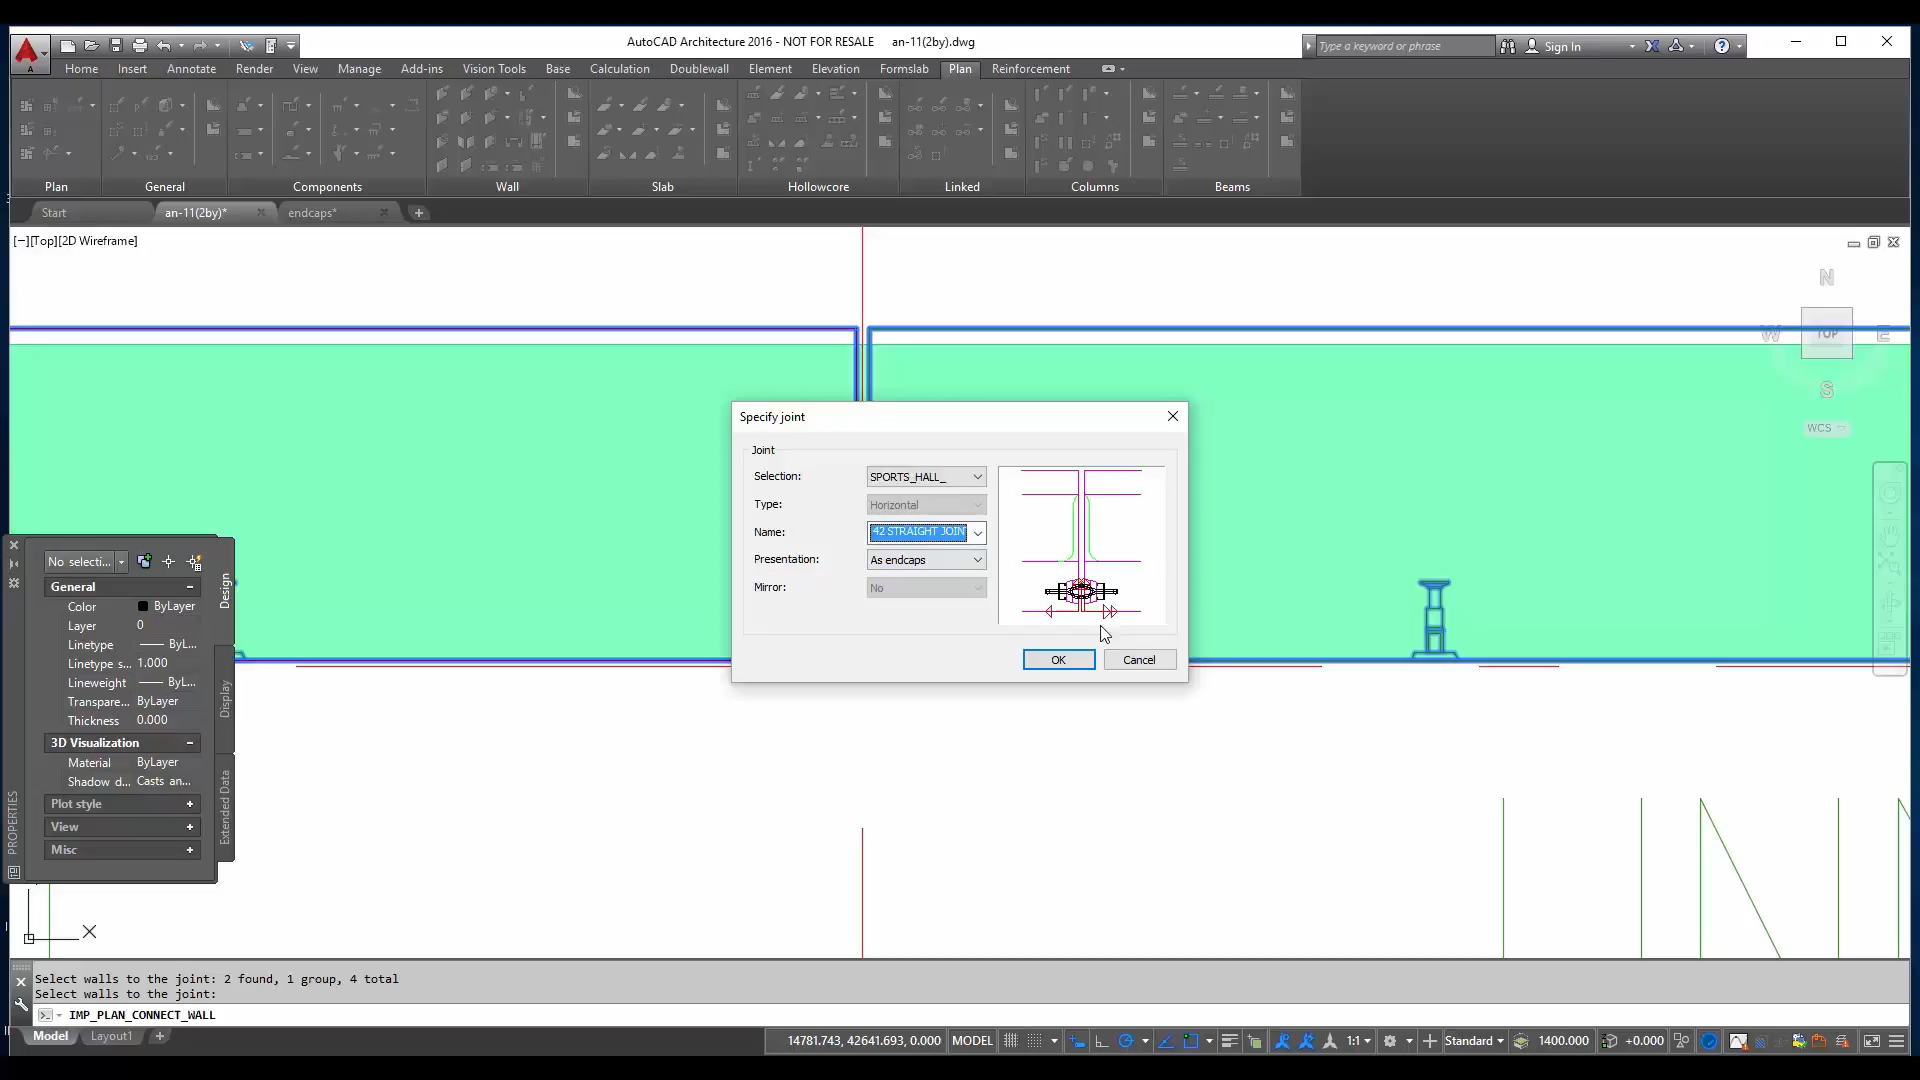 AutoCAD Architecture 2016 - NOT FOR RESALE an-11(2by).dwg
Type a keyword or phrase
Sign In
A
Home Insert Annotate Render View Manage Add-ins Vision Tools Base Calculation Doublewall Element Elevation Formslab Plan Reinforcement
Plan General Components Wall Slab Hollowcore Linked Columns Beams
Start an-11(2by)* endcaps*
[−][Top][2D Wireframe]
N
W TOP E
S
WCS
Specify joint
Joint
Selection: SPORTS_HALL_
Type: Horizontal
Name: 42 STRAIGHT JOIN
Presentation: As endcaps
Mirror: No
OK Cancel
No selecti...
General
Color ByLayer
Layer 0
Linetype ByL...
Linetype s... 1.000
Lineweight ByL...
Transpare... ByLayer
Thickness 0.000
3D Visualization
Material ByLayer
Shadow d... Casts an...
Plot style
View
Misc
Design
Display
Extended Data
PROPERTIES
X
Select walls to the joint: 2 found, 1 group, 4 total
Select walls to the joint:
IMP_PLAN_CONNECT_WALL
Model Layout1
14781.743, 42641.693, 0.000 MODEL 1:1 Standard 1400.000 +0.000